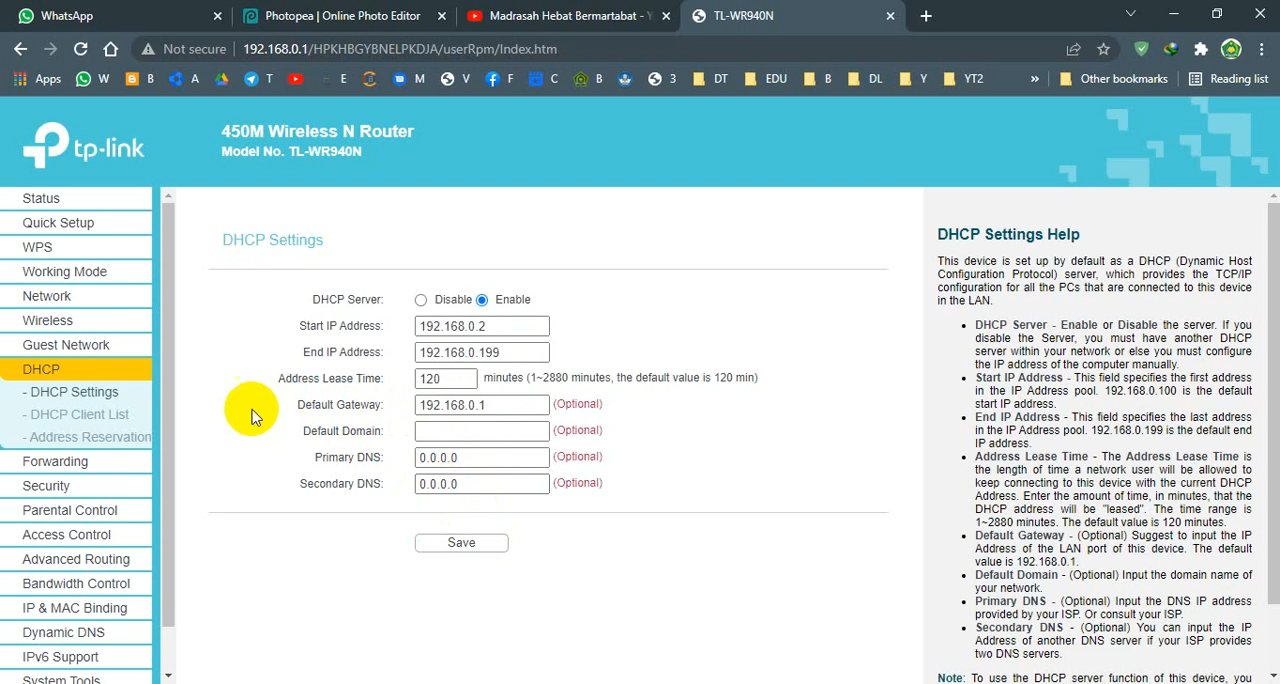 WhatsApp
Photopea | Online Photo Editor
Madrasah Hebat Bermartabat - Y
TL-WR940N
Not secure | 192.168.0.1/HPKHBGYBNELPKDJA/userRpm/Index.htm
Apps W B A T E M V F C B 3 DT EDU B DL Y YT2 » Other bookmarks Reading list
tp-link
450M Wireless N Router
Model No. TL-WR940N
Status
Quick Setup
WPS
Working Mode
Network
Wireless
Guest Network
DHCP
- DHCP Settings
- DHCP Client List
- Address Reservation
Forwarding
Security
Parental Control
Access Control
Advanced Routing
Bandwidth Control
IP & MAC Binding
Dynamic DNS
IPv6 Support
System Tools
DHCP Settings
DHCP Server: Disable Enable
Start IP Address: 192.168.0.2
End IP Address: 192.168.0.199
Address Lease Time: 120 minutes (1~2880 minutes, the default value is 120 min)
Default Gateway: 192.168.0.1 (Optional)
Default Domain: (Optional)
Primary DNS: 0.0.0.0 (Optional)
Secondary DNS: 0.0.0.0 (Optional)
Save
DHCP Settings Help
This device is set up by default as a DHCP (Dynamic Host
Configuration Protocol) server, which provides the TCP/IP
configuration for all the PCs that are connected to this device
in the LAN.
• DHCP Server - Enable or Disable the server. If you
disable the Server, you must have another DHCP
server within your network or else you must configure
the IP address of the computer manually.
• Start IP Address - This field specifies the first address
in the IP address pool. 192.168.0.100 is the default
start IP address.
• End IP Address - This field specifies the last address
in the IP address pool. 192.168.0.199 is the default end
IP address.
• Address Lease Time - The Address Lease Time is
the length of time a network user will be allowed to
keep connecting to this device with the current DHCP
Address. Enter the amount of time, in minutes, that the
DHCP address will be "leased". The time range is
1~2880 minutes. The default value is 120 minutes.
• Default Gateway - (Optional) Suggest to input the IP
Address of the LAN port of this device. The default
value is 192.168.0.1.
• Default Domain - (Optional) Input the domain name of
your network.
• Primary DNS - (Optional) Input the DNS IP address
provided by your ISP. Or consult your ISP.
• Secondary DNS - (Optional) You can input the IP
Address of another DNS server if your ISP provides
two DNS servers.
Note: To use the DHCP server function of this device, you